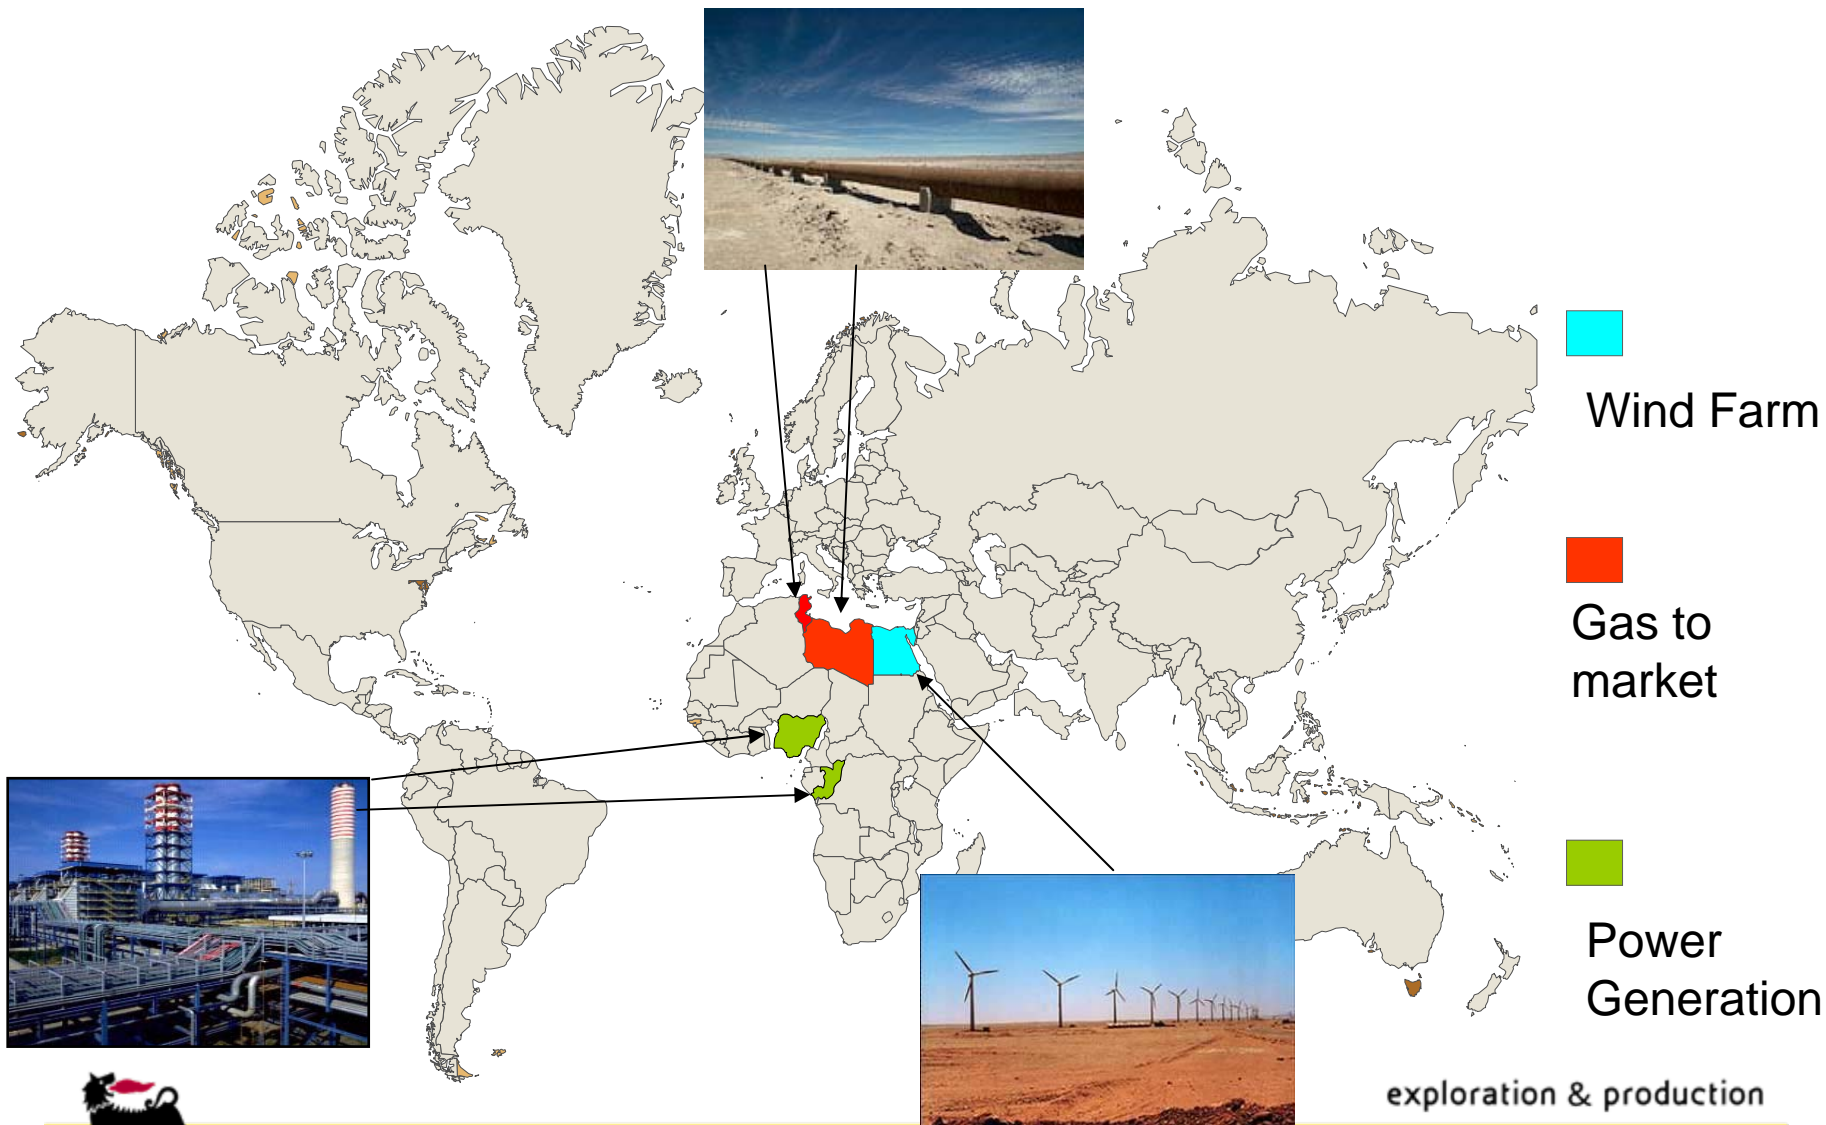 Wind Farm
Gas to
market
Power
Generation
exploration & production